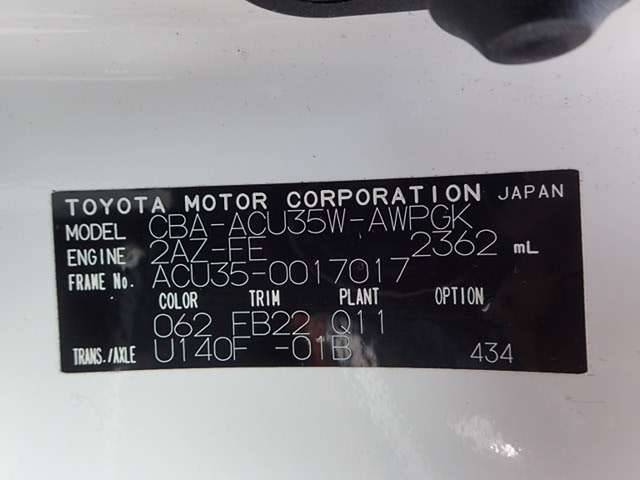 TOYOTA MOTOR CORPORATION JAPAN
MODEL CBA-ACU35W-AWPGK
ENGINE 2AZ-FE 2362 mL
FRAME No. ACU35-0017017
COLOR TRIM PLANT OPTION
062 FB22 Q11
TRANS./AXLE U140F -01B 434